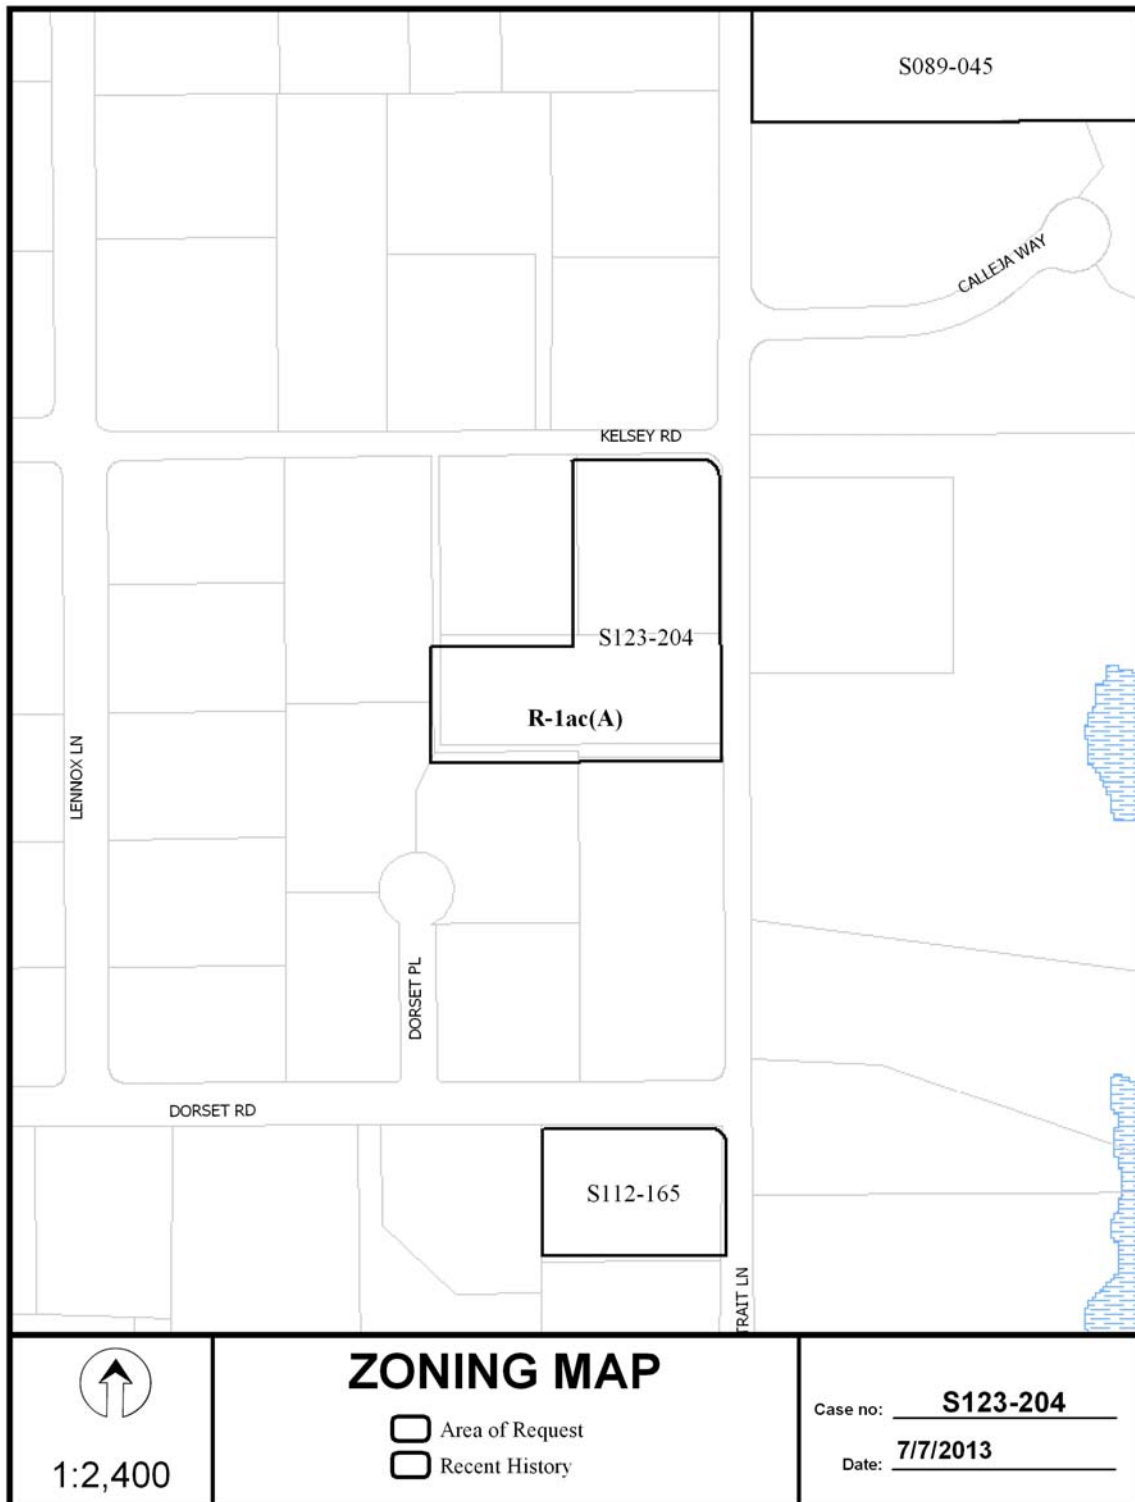 S089-045
CALLEJA WAY
KELSEY RD
S123-204
R-1ac(A)
LENNOX LN
DORSET PL
DORSET RD
S112-165
TRAIT LN
ZONING MAP
Area of Request
Recent History
1:2,400
Case no: S123-204
Date: 7/7/2013